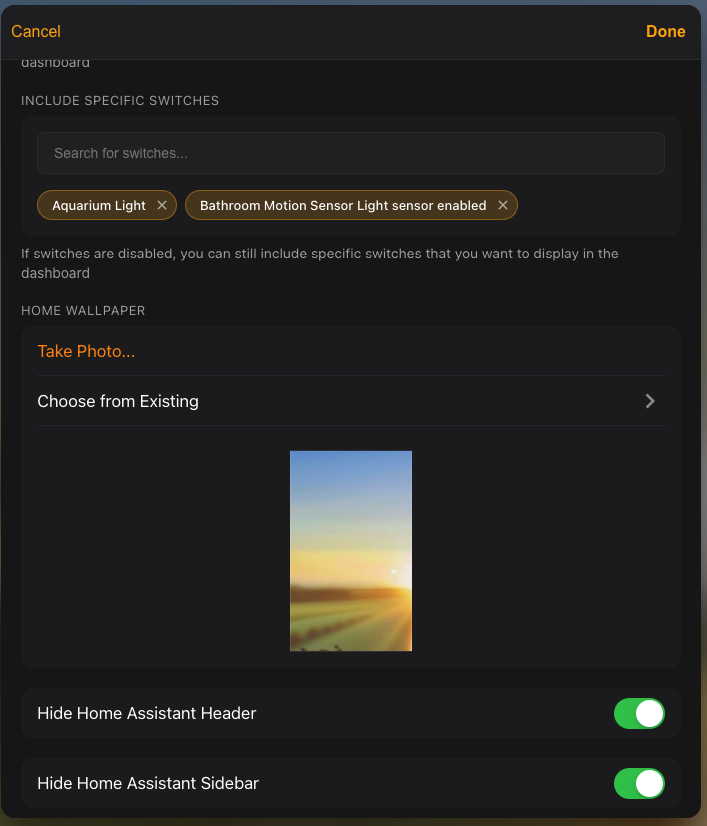 Cancel
Done
dashboard
INCLUDE SPECIFIC SWITCHES
Search for switches...
Aquarium Light
Bathroom Motion Sensor Light sensor enabled
If switches are disabled, you can still include specific switches that you want to display in the
dashboard
HOME WALLPAPER
Take Photo...
Choose from Existing
Hide Home Assistant Header
Hide Home Assistant Sidebar